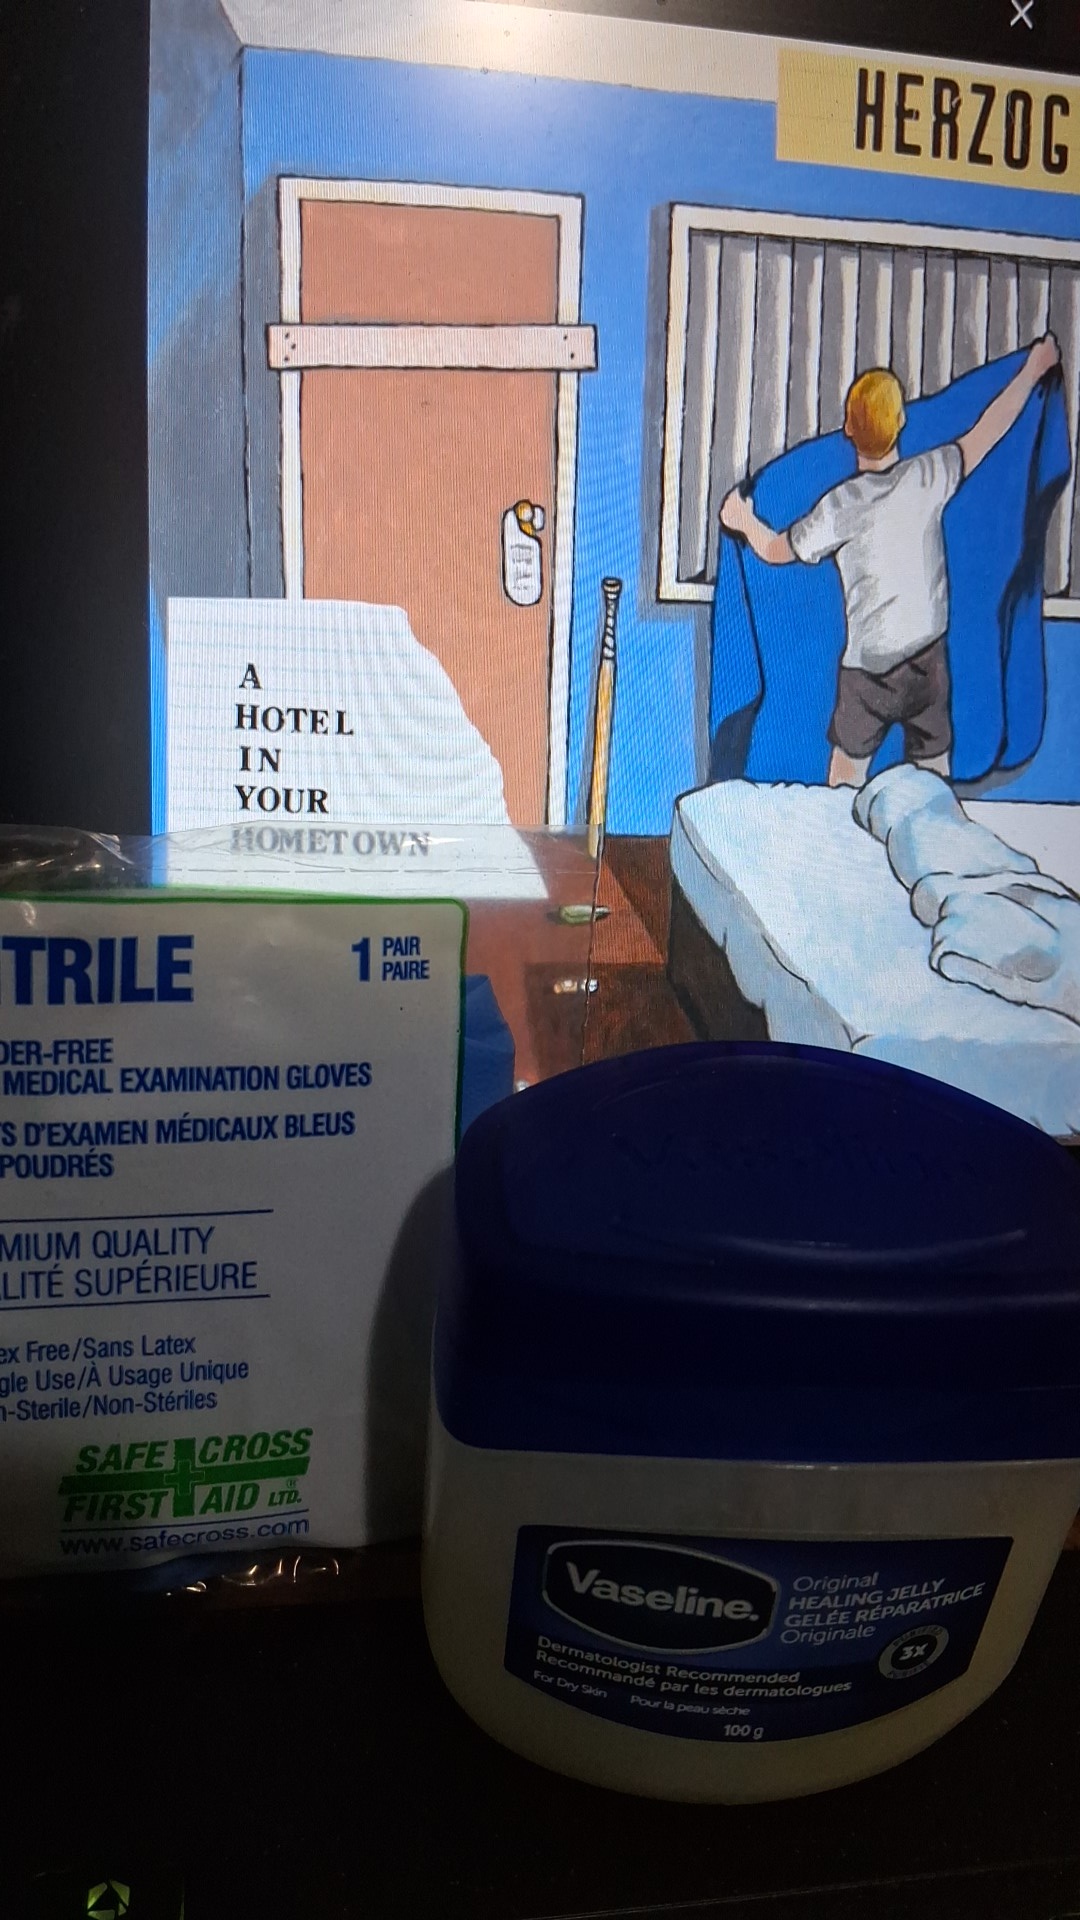 HERZOG
A
HOTEL
IN
YOUR
HOMETOWN
TRILE
1 PAIR
PAIRE
DER-FREE
MEDICAL EXAMINATION GLOVES
S D'EXAMEN MÉDICAUX BLEUS
POUDRÉS
MIUM QUALITY
LITÉ SUPÉRIEURE
ex Free/Sans Latex
gle Use/À Usage Unique
n-Sterile/Non-Stériles
SAFE CROSS
FIRST AID LTD.
www.safecross.com
Vaseline.
Original
HEALING JELLY
GELÉE RÉPARATRICE
Originale
3X
Dermatologist Recommended
Recommandé par les dermatologues
For Dry Skin Pour la peau sèche
100 g